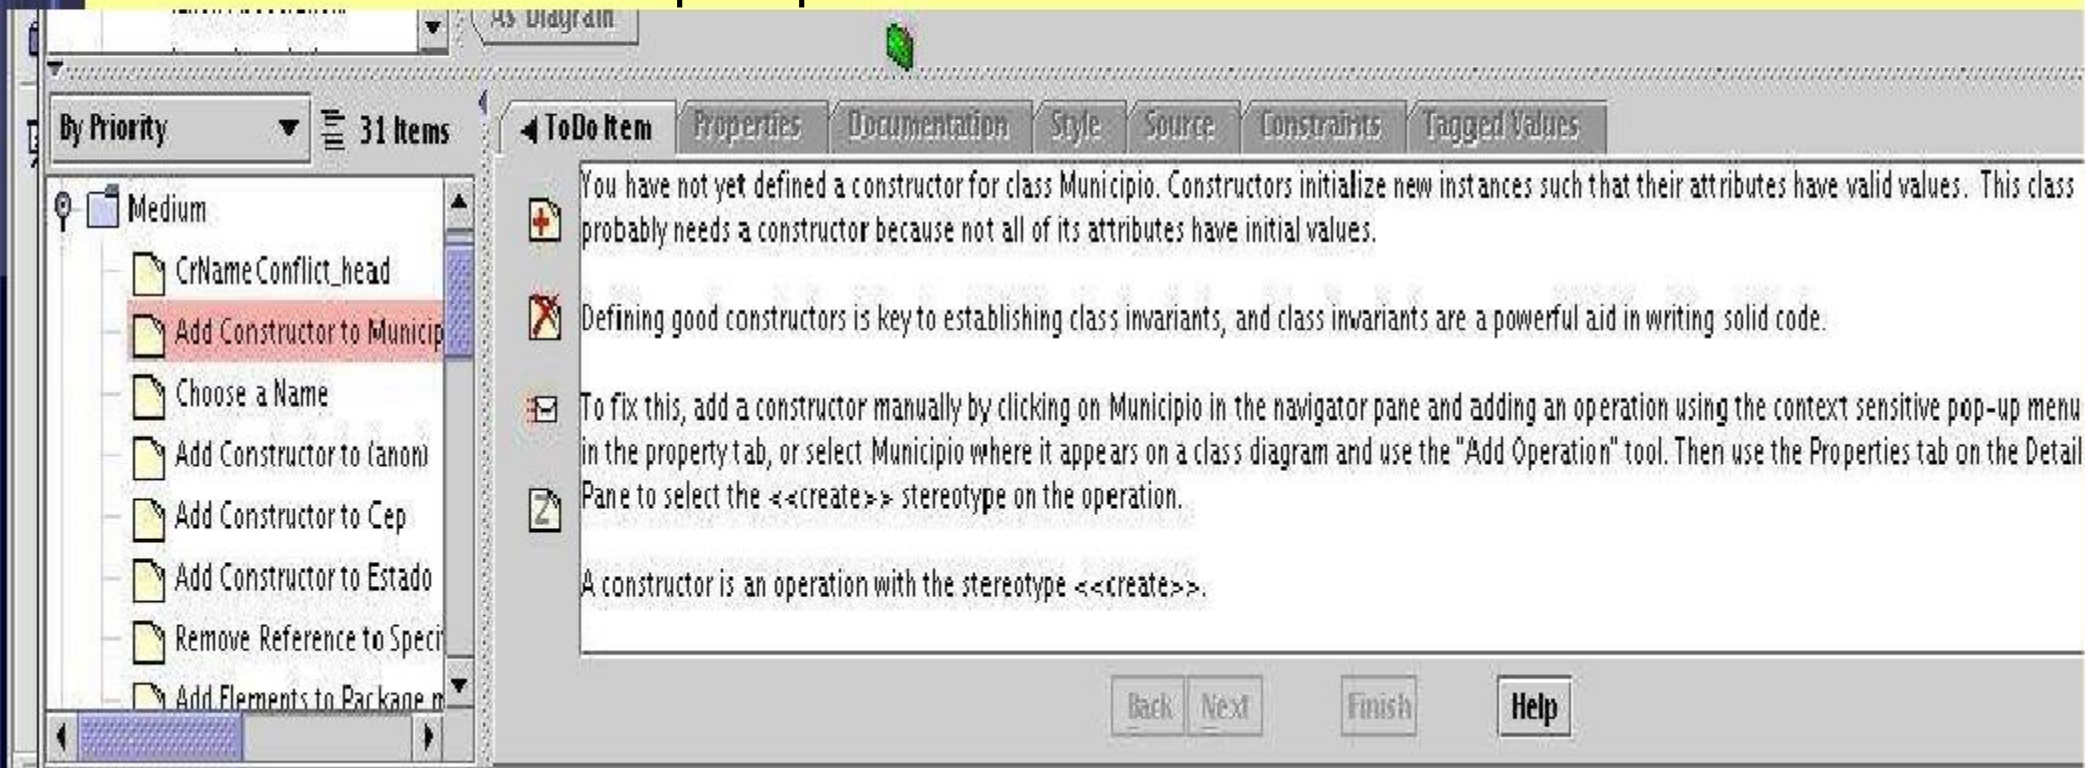 As Diagram
By Priority
31 Items
Medium
CrNameConflict_head
Add Constructor to Municip
Choose a Name
Add Constructor to (anon)
Add Constructor to Cep
Add Constructor to Estado
Remove Reference to Specif
Add Elements to Package m
ToDo Item
Properties
Documentation
Style
Source
Constraints
Tagged Values
You have not yet defined a constructor for class Municipio. Constructors initialize new instances such that their attributes have valid values. This class
probably needs a constructor because not all of its attributes have initial values.
Defining good constructors is key to establishing class invariants, and class invariants are a powerful aid in writing solid code.
To fix this, add a constructor manually by clicking on Municipio in the navigator pane and adding an operation using the context sensitive pop-up menu
in the property tab, or select Municipio where it appears on a class diagram and use the "Add Operation" tool. Then use the Properties tab on the Detail
Pane to select the <<create>> stereotype on the operation.
A constructor is an operation with the stereotype <<create>>.
Back
Next
Finish
Help